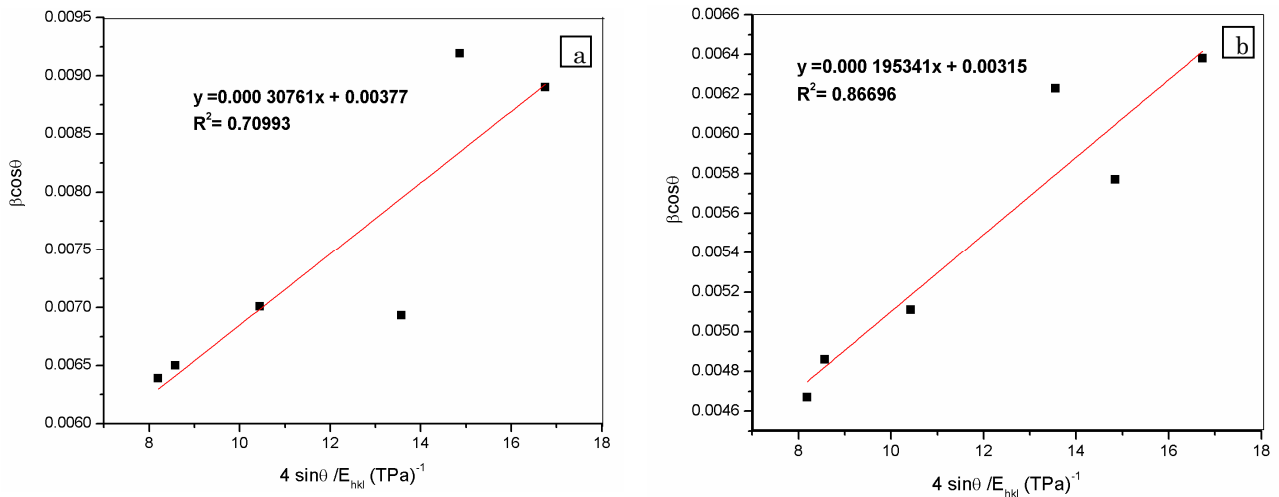 a
y =0.000 30761x + 0.00377
R²= 0.70993
0.0095
0.0090
0.0085
0.0080
0.0075
0.0070
0.0065
0.0060
βcosθ
8 10 12 14 16 18
4 sinθ /E_hkl (TPa)⁻¹
b
y =0.000 195341x + 0.00315
R²= 0.86696
0.0066
0.0064
0.0062
0.0060
0.0058
0.0056
0.0054
0.0052
0.0050
0.0048
0.0046
βcosθ
8 10 12 14 16 18
4 sinθ /E_hkl (TPa)⁻¹